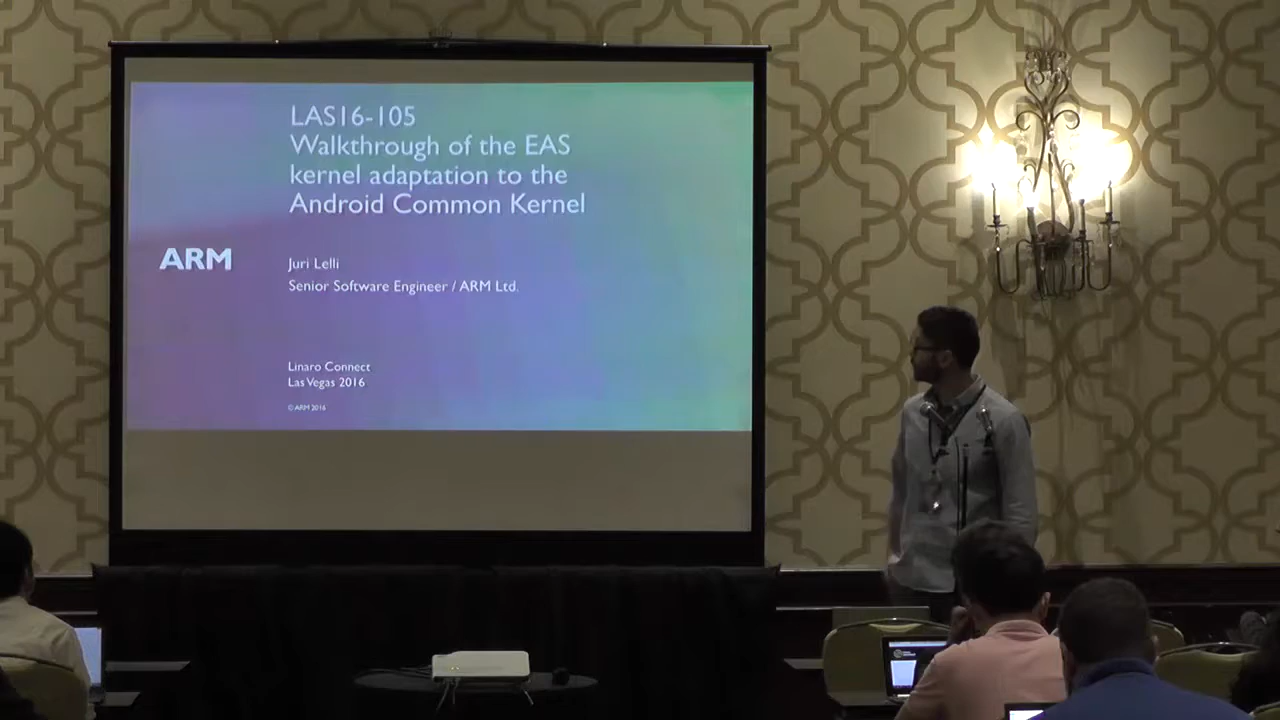 LAS16-105
Walkthrough of the EAS
kernel adaptation to the
Android Common Kernel
ARM
Juri Lelli
Senior Software Engineer / ARM Ltd.
Linaro Connect
Las Vegas 2016
© ARM 2016